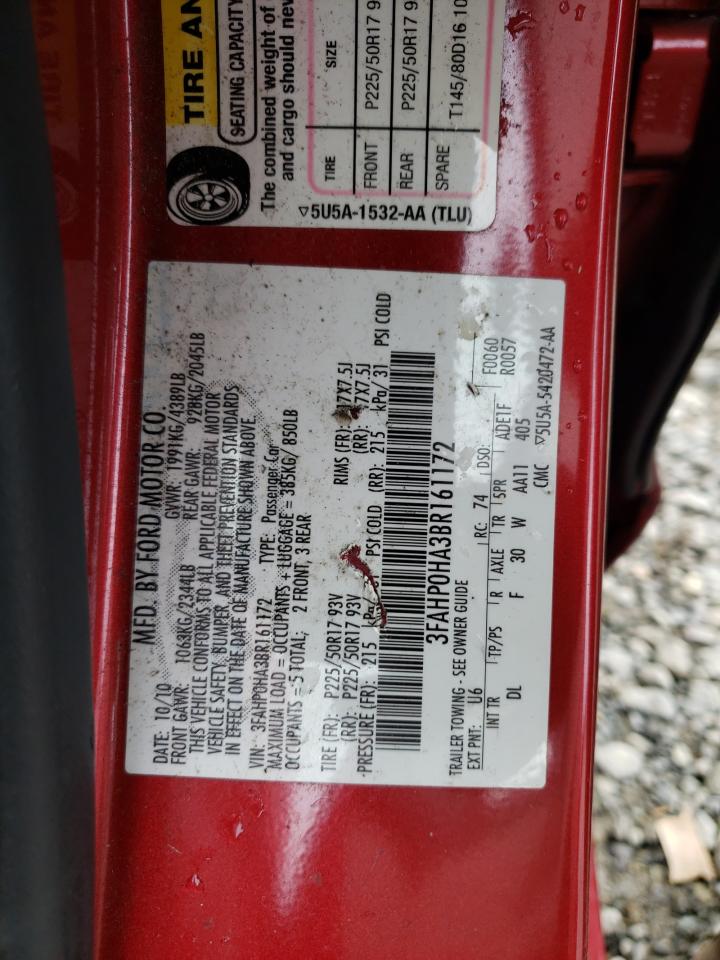 TIRE AN
SEATING CAPACITY
The combined weight of
and cargo should nev
TIRE SIZE
FRONT P225/50R17 9
REAR P225/50R17 9
SPARE T145/80D16 10
▽5U5A-1532-AA (TLU)
MFD. BY FORD MOTOR CO.
DATE: 10/10 GVWR: 1991KG/4389LB
FRONT GAWR: 1063KG/2344LB REAR GAWR: 928KG/2045LB
THIS VEHICLE CONFORMS TO ALL APPLICABLE FEDERAL MOTOR
VEHICLE SAFETY, BUMPER, AND THEFT PREVENTION STANDARDS
IN EFFECT ON THE DATE OF MANUFACTURE SHOWN ABOVE.
VIN: 3FAHP0HA3BR161172 TYPE: Passenger Car
MAXIMUM LOAD = OCCUPANTS + LUGGAGE = 385KG/ 850LB
OCCUPANTS = 5 TOTAL; 2 FRONT, 3 REAR
TIRE (FR): P225/50R17 93V RIMS (FR): 17X7.5J
(RR): P225/50R17 93V (RR): 17X7.5J
PRESSURE (FR): 215 kPa/ PSI COLD (RR): 215 kPa/ 31 PSI COLD
3FAHP0HA3BR161172
TRAILER TOWING - SEE OWNER GUIDE
EXT PNT: U6 RC: 74 DSO: F0060
R0057
INT TR TP/PS R AXLE TR SPR ADE1F
DL F 30 W AA11 405
CMC ▽5U5A-5420472-AA